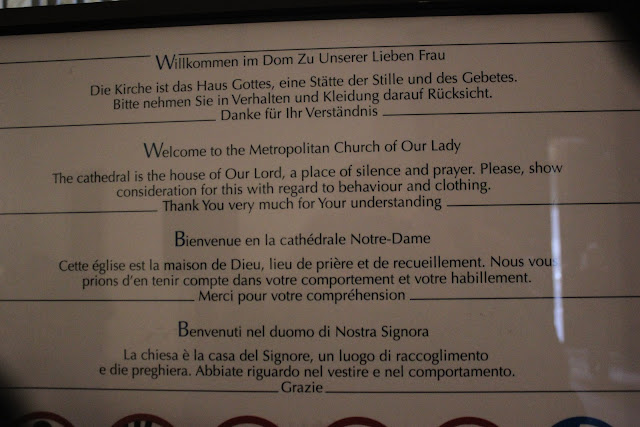 Willkommen im Dom Zu Unserer Lieben Frau
Die Kirche ist das Haus Gottes, eine Stätte der Stille und des Gebetes.
Bitte nehmen Sie in Verhalten und Kleidung darauf Rücksicht.
Danke für Ihr Verständnis
Welcome to the Metropolitan Church of Our Lady
The cathedral is the house of Our Lord, a place of silence and prayer. Please, show
consideration for this with regard to behaviour and clothing.
Thank You very much for Your understanding
Bienvenue en la cathédrale Notre-Dame
Cette église est la maison de Dieu, lieu de prière et de recueillement. Nous vous
prions d'en tenir compte dans votre comportement et votre habillement.
Merci pour votre compréhension
Benvenuti nel duomo di Nostra Signora
La chiesa è la casa del Signore, un luogo di raccoglimento
e die preghiera. Abbiate riguardo nel vestire e nel comportamento.
Grazie